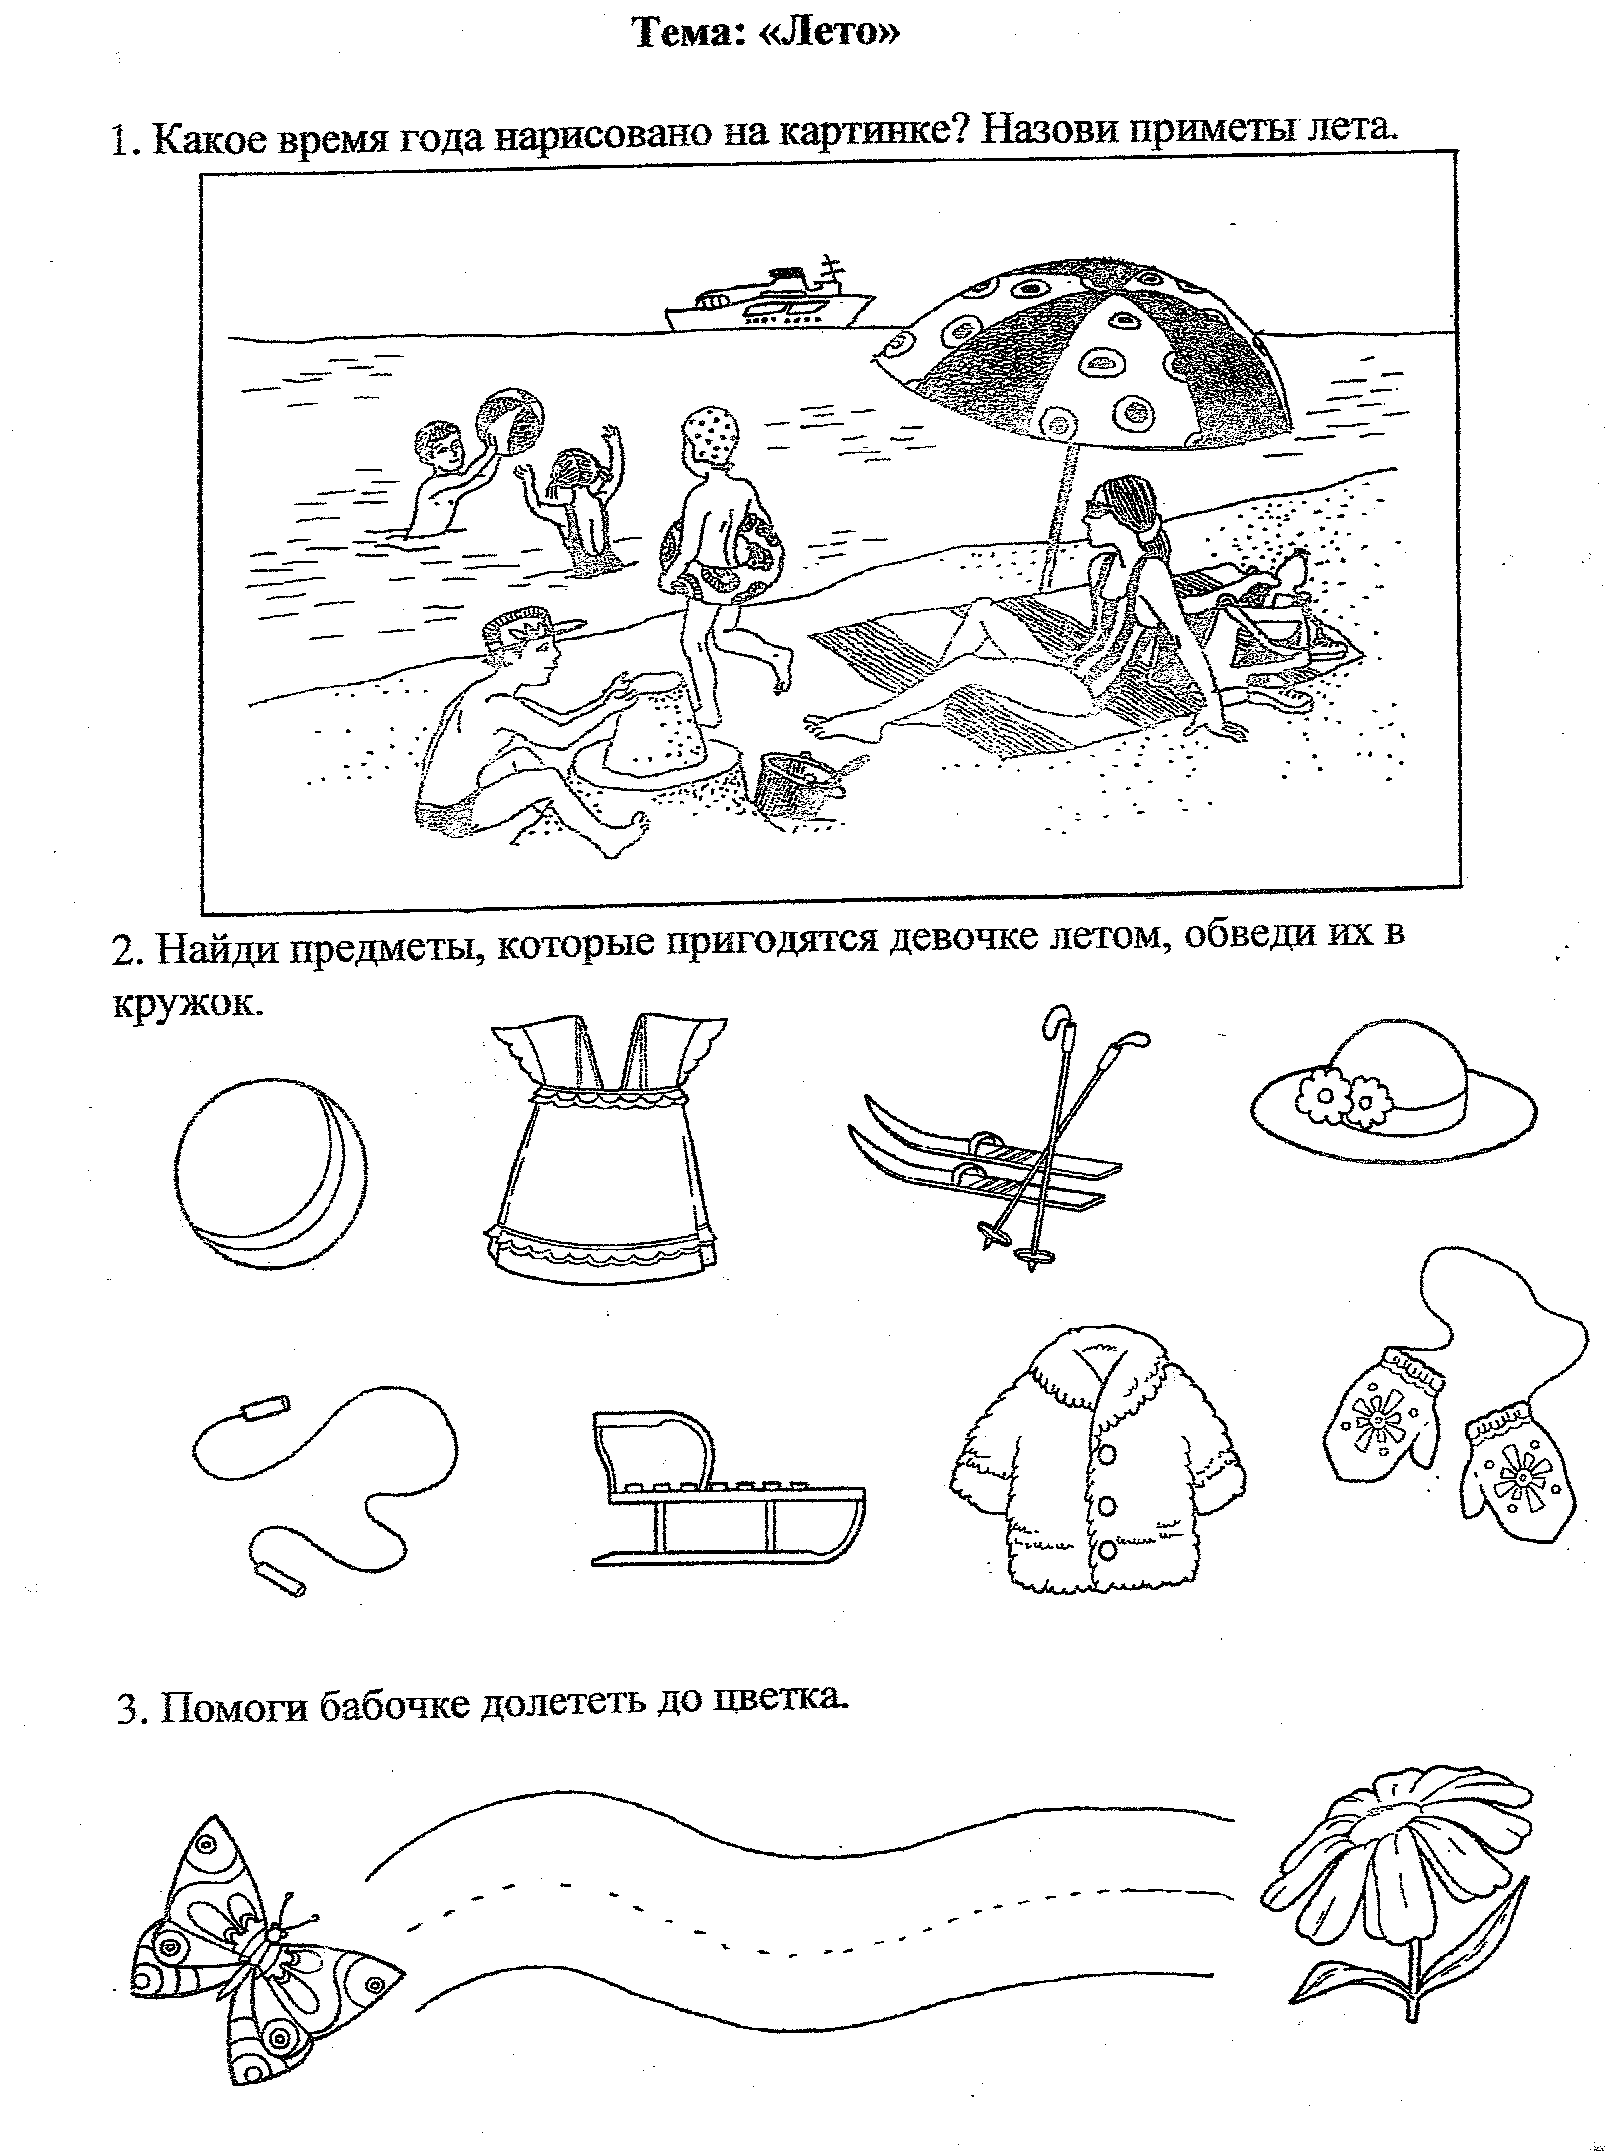 Тема: «Лето»
1. Какое время года нарисовано на картинке? Назови приметы лета.
2. Найди предметы, которые пригодятся девочке летом, обведи их в
кружок.
3. Помоги бабочке долететь до цветка.